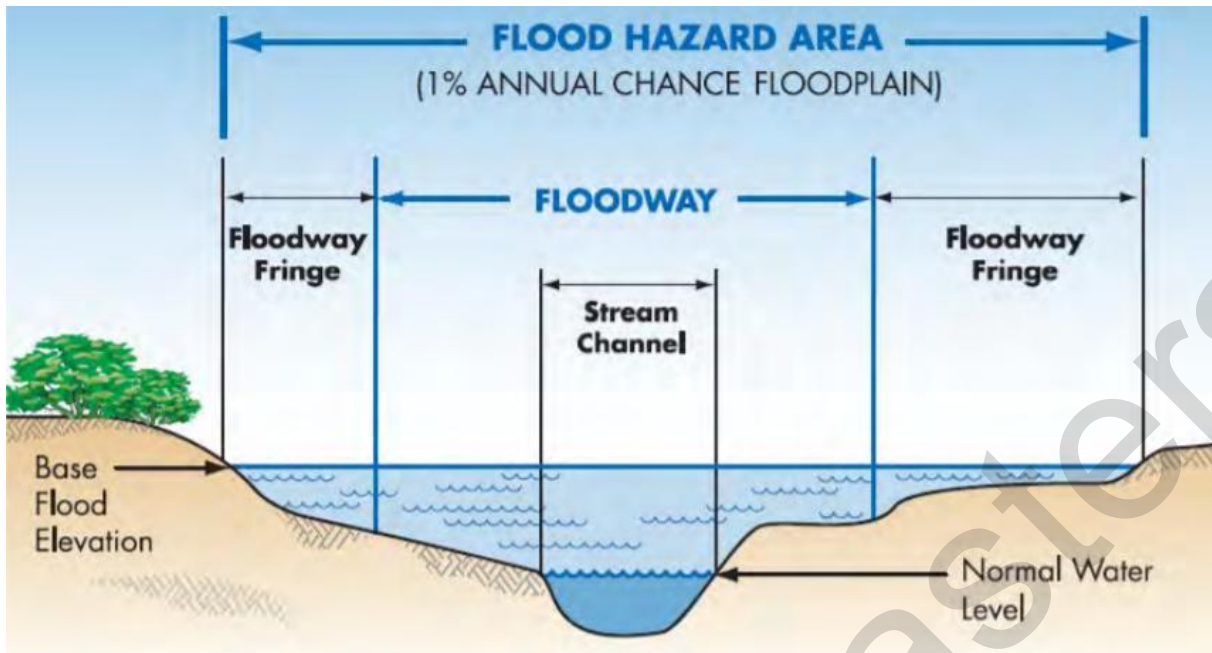 FLOOD HAZARD AREA
(1% ANNUAL CHANCE FLOODPLAIN)
FLOODWAY
Floodway
Fringe
Floodway
Fringe
Stream
Channel
Base
Flood
Elevation
Normal Water
Level